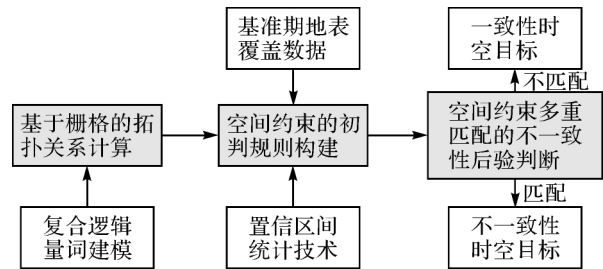 基准期地表
覆盖数据
一致性时
空目标
不匹配
基于栅格的拓
扑关系计算
空间约束的初
判规则构建
空间约束多重
匹配的不一致
性后验判断
匹配
复合逻辑
量词建模
置信区间
统计技术
不一致性
时空目标